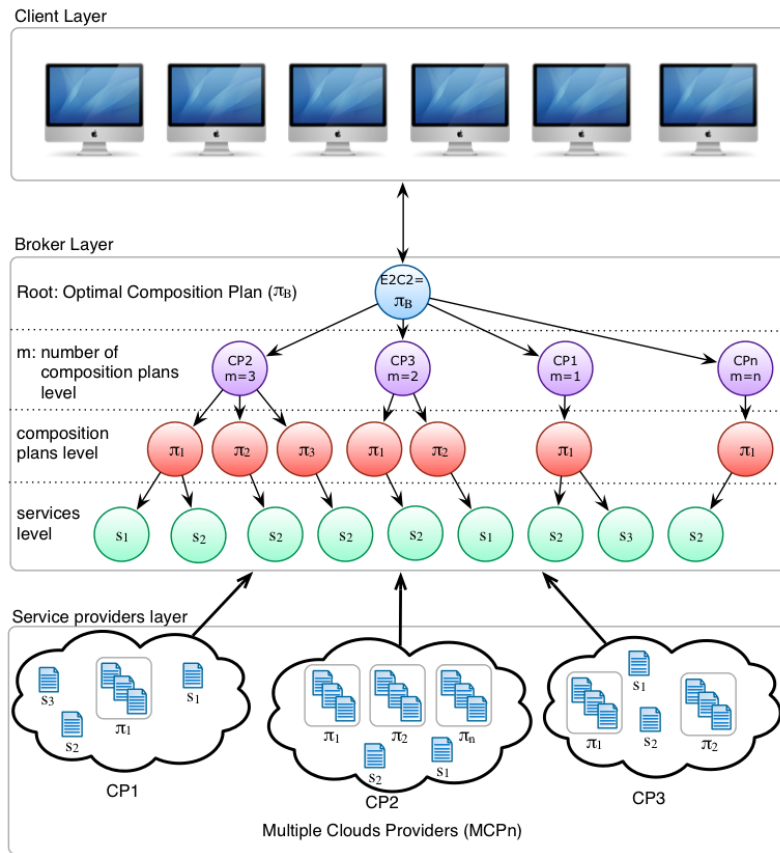 Client Layer
Broker Layer
E2C2=
π_B
Root: Optimal Composition Plan (π_B)
m: number of
composition plans
level
CP2
m=3
CP3
m=2
CP1
m=1
CPn
m=n
composition
plans level
π₁
π₂
π₃
π₁
π₂
π₁
π₁
services
level
s₁
s₂
s₂
s₂
s₂
s₁
s₂
s₃
s₂
Service providers layer
s₃
s₂
π₁
s₁
CP1
π₁
π₂
πₙ
s₂
s₁
CP2
s₁
π₁
s₂
π₂
CP3
Multiple Clouds Providers (MCPn)